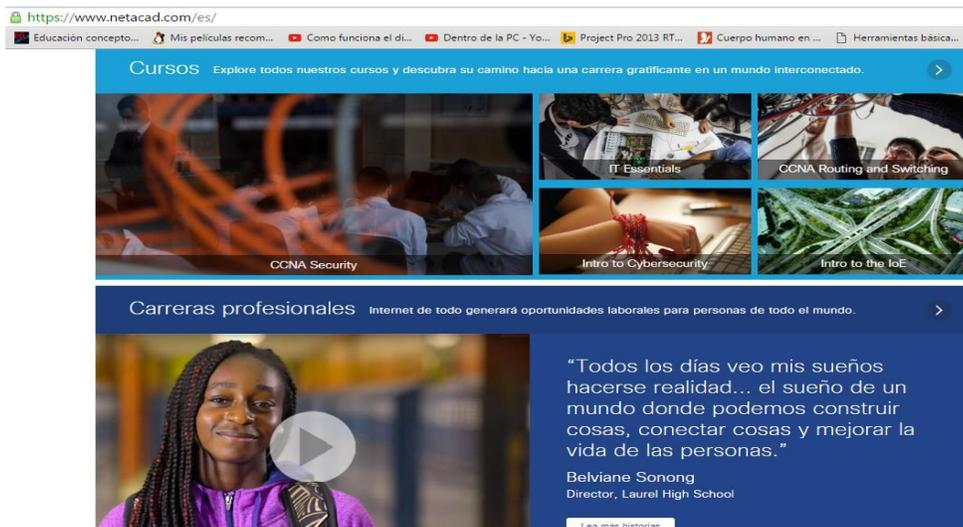 https://www.netacad.com/es/
Educación concepto... Mis películas recom... Como funciona el di... Dentro de la PC - Yo... Project Pro 2013 RT... Cuerpo humano en ... Herramientas básica...
Cursos Explore todos nuestros cursos y descubra su camino hacia una carrera gratificante en un mundo interconectado.
IT Essentials
CCNA Routing and Switching
CCNA Security
Intro to Cybersecurity
Intro to the IoE
Carreras profesionales Internet de todo generará oportunidades laborales para personas de todo el mundo.
“Todos los días veo mis sueños
hacerse realidad... el sueño de un
mundo donde podemos construir
cosas, conectar cosas y mejorar la
vida de las personas.”
Belviane Sonong
Director, Laurel High School
Lea más historias